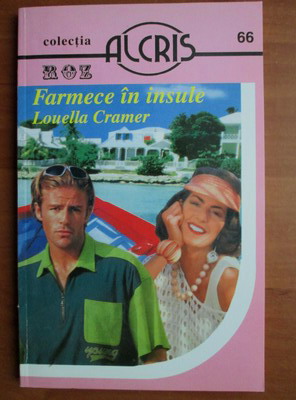 colecția
ALCRIS
66
ROZ
Farmece în insule
Louella Cramer